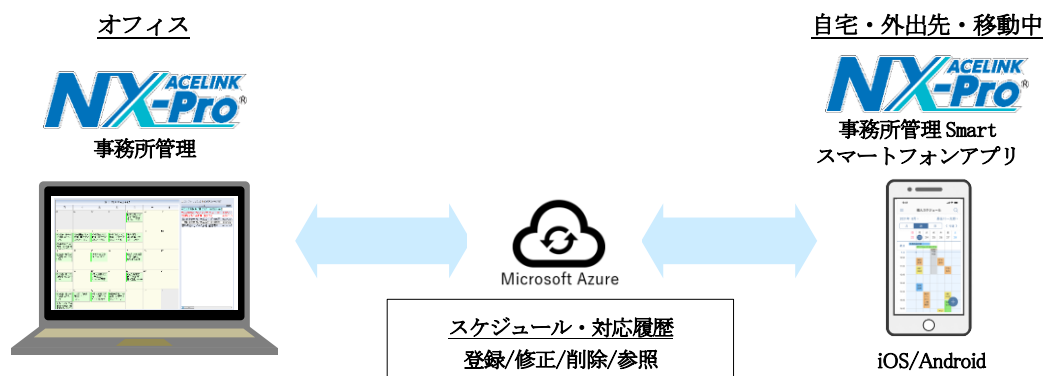 オフィス
ACELINK
NX-Pro®
事務所管理
自宅・外出先・移動中
ACELINK
NX-Pro®
事務所管理 Smart
スマートフォンアプリ
Microsoft Azure
スケジュール・対応履歴
登録/修正/削除/参照
iOS/Android